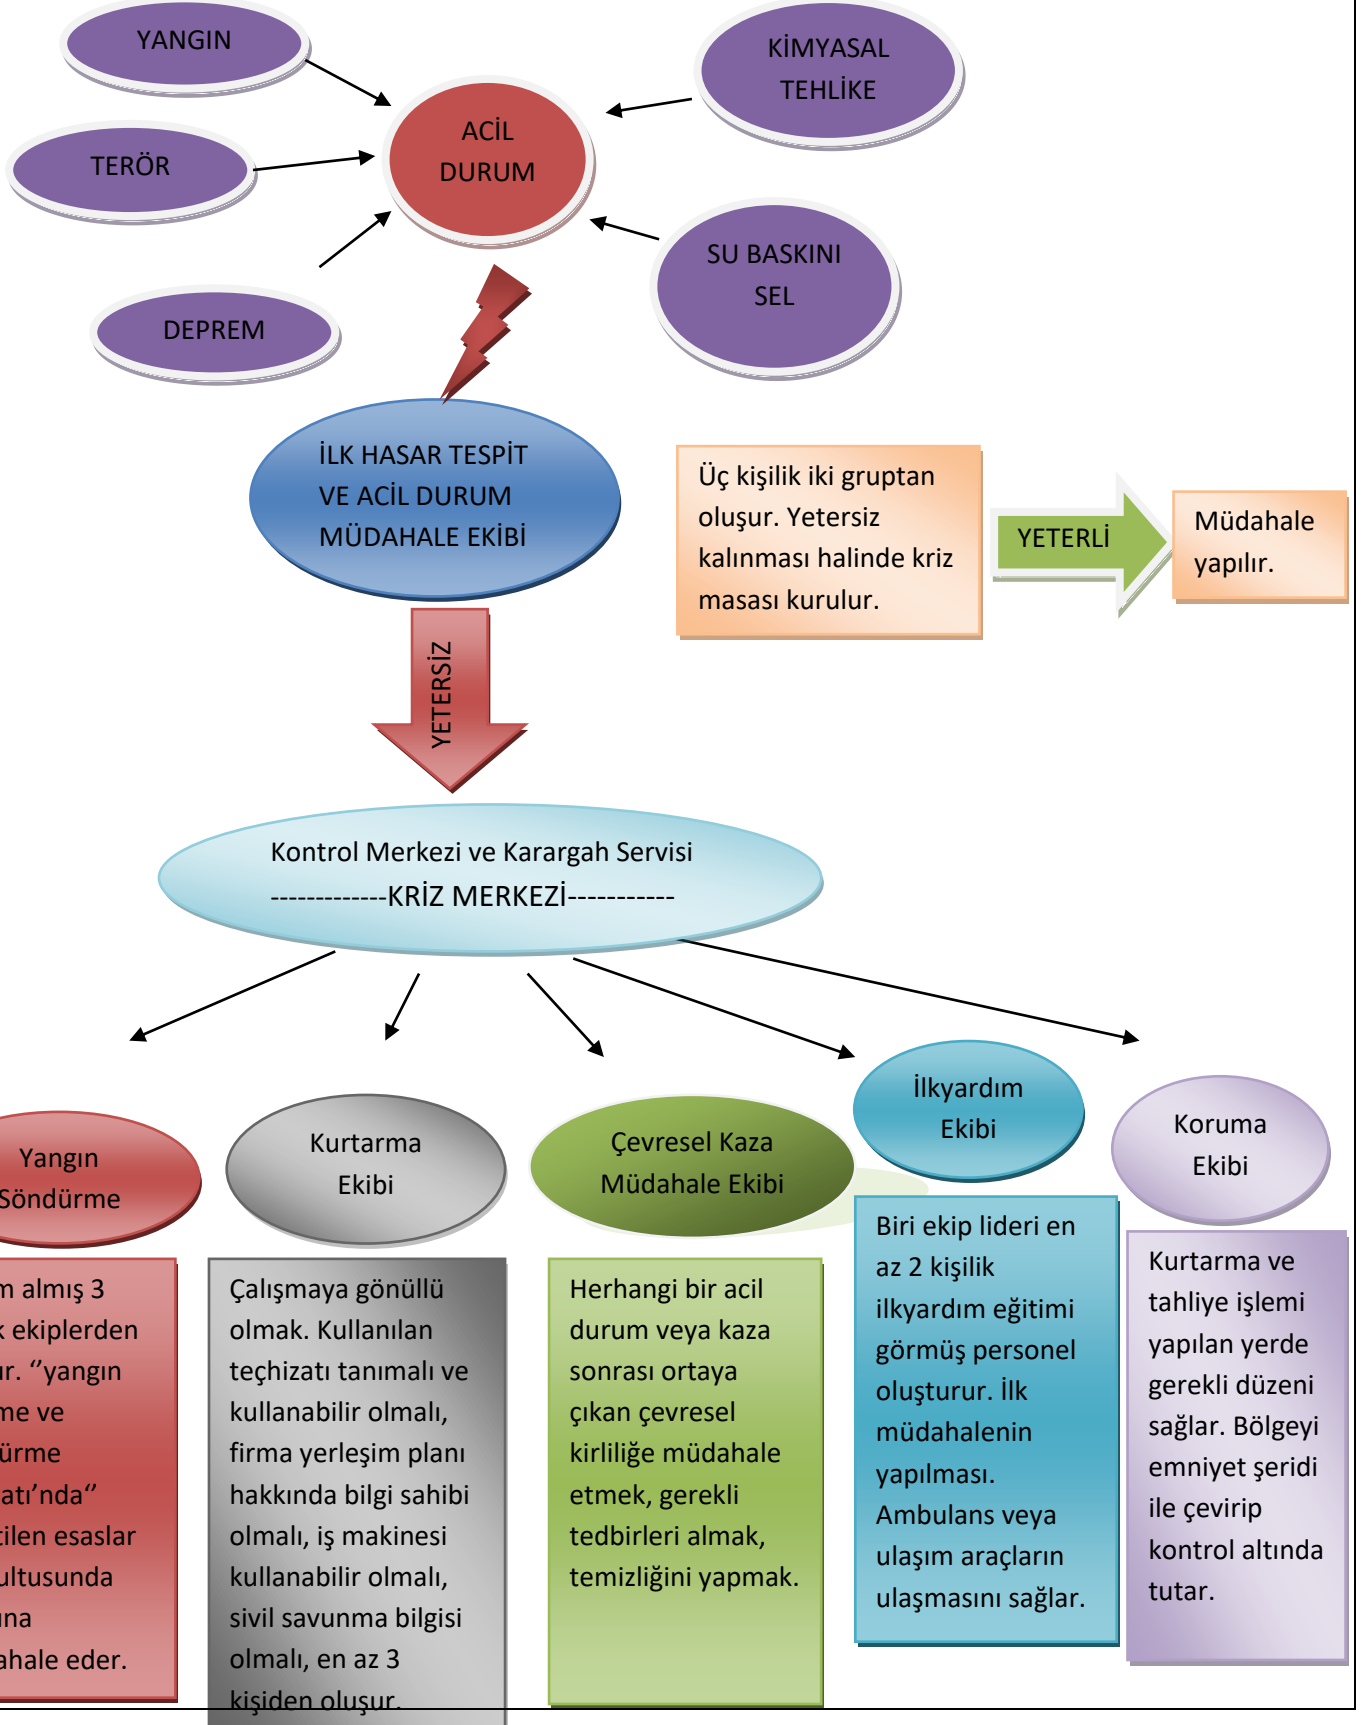 YANGIN
KİMYASAL
TEHLİKE
ACİL
DURUM
TERÖR
SU BASKINI
SEL
DEPREM
İLK HASAR TESPİT
VE ACİL DURUM
MÜDAHALE EKİBİ
Üç kişilik iki gruptan
oluşur. Yetersiz
kalınması halinde kriz
masası kurulur.
YETERLİ
Müdahale
yapılır.
YETERSİZ
Kontrol Merkezi ve Karargah Servisi
-------------KRİZ MERKEZİ-----------
Yangın
Söndürme
Kurtarma
Ekibi
Çevresel Kaza
Müdahale Ekibi
İlkyardım
Ekibi
Koruma
Ekibi
almış 3
ekiplerden
‘’yangın
ve
esaslar
eder.
Çalışmaya gönüllü
olmak. Kullanılan
teçhizatı tanımalı ve
kullanabilir olmalı,
firma yerleşim planı
hakkında bilgi sahibi
olmalı, iş makinesi
kullanabilir olmalı,
sivil savunma bilgisi
olmalı, en az 3
kişiden oluşur.
Herhangi bir acil
durum veya kaza
sonrası ortaya
çıkan çevresel
kirliliğe müdahale
etmek, gerekli
tedbirleri almak,
temizliğini yapmak.
Biri ekip lideri en
az 2 kişilik
ilkyardım eğitimi
görmüş personel
oluşturur. İlk
müdahalenin
yapılması.
Ambulans veya
ulaşım araçların
ulaşmasını sağlar.
Kurtarma ve
tahliye işlemi
yapılan yerde
gerekli düzeni
sağlar. Bölgeyi
emniyet şeridi
ile çevirip
kontrol altında
tutar.